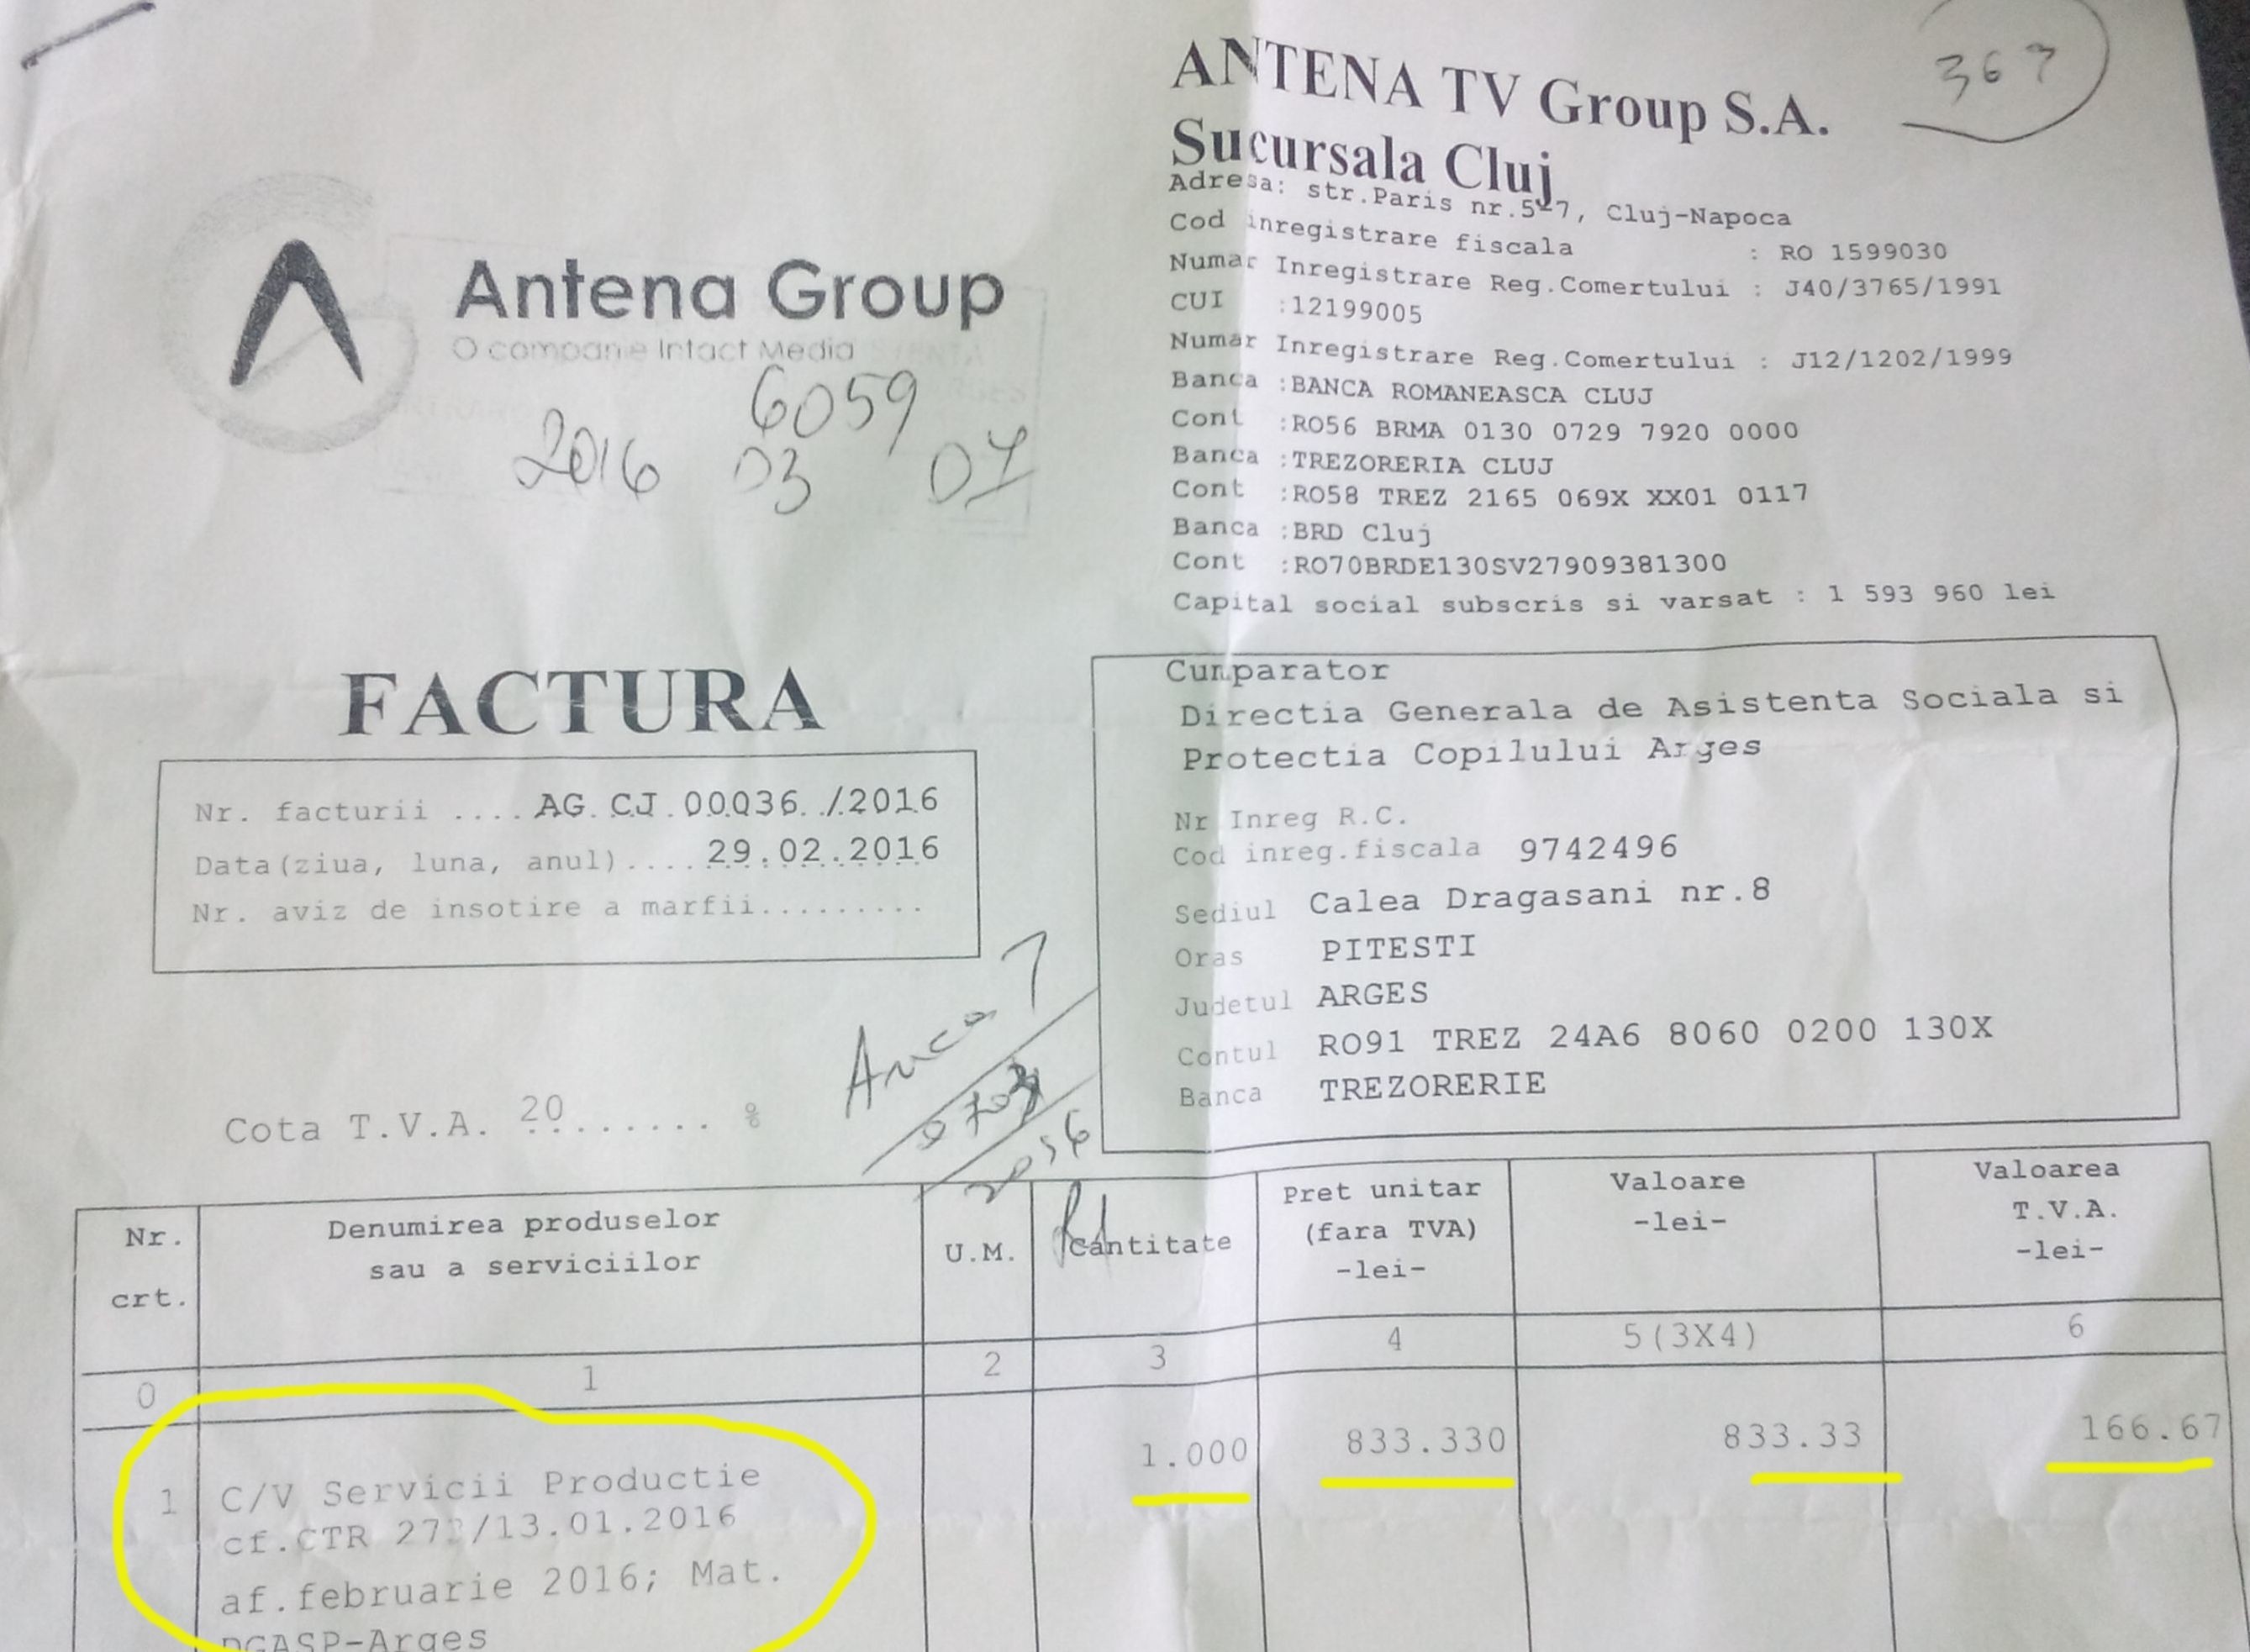 ANTENA TV Group S.A.
Sucursala Cluj
367
Adresa: str.Paris nr.5-7, Cluj-Napoca
Cod inregistrare fiscala : RO 1599030
Numar Inregistrare Reg.Comertului : J40/3765/1991
CUI :12199005
Numar Inregistrare Reg.Comertului : J12/1202/1999
Banca :BANCA ROMANEASCA CLUJ
Cont :RO56 BRMA 0130 0729 7920 0000
Banca :TREZORERIA CLUJ
Cont :RO58 TREZ 2165 069X XX01 0117
Banca :BRD Cluj
Cont :RO70BRDE130SV27909381300
Capital social subscris si varsat : 1 593 960 lei
Antena Group
O companie Intact Media
6059
2016 03 07
FACTURA
Nr. facturii .... AG.CJ.00036./2016
Data(ziua, luna, anul)....29.02.2016
Nr. aviz de insotire a marfii.........
Cumparator
Directia Generala de Asistenta Sociala si
Protectia Copilului Arges
Nr Inreg R.C.
Cod inreg.fiscala 9742496
Sediul Calea Dragasani nr.8
Oras PITESTI
Judetul ARGES
Contul RO91 TREZ 24A6 8060 0200 130X
Banca TREZORERIE
Cota T.V.A. 20........ %
Nr. crt.
Denumirea produselor
sau a serviciilor
U.M.
Cantitate
Pret unitar
(fara TVA)
-lei-
Valoare
-lei-
Valoarea
T.V.A.
-lei-
0 1 2 3 4 5(3X4) 6
1 C/V Servicii Productie 1.000 833.330 833.33 166.67
cf.CTR /13.01.2016
af.februarie 2016; Mat.
DGASP-Arges